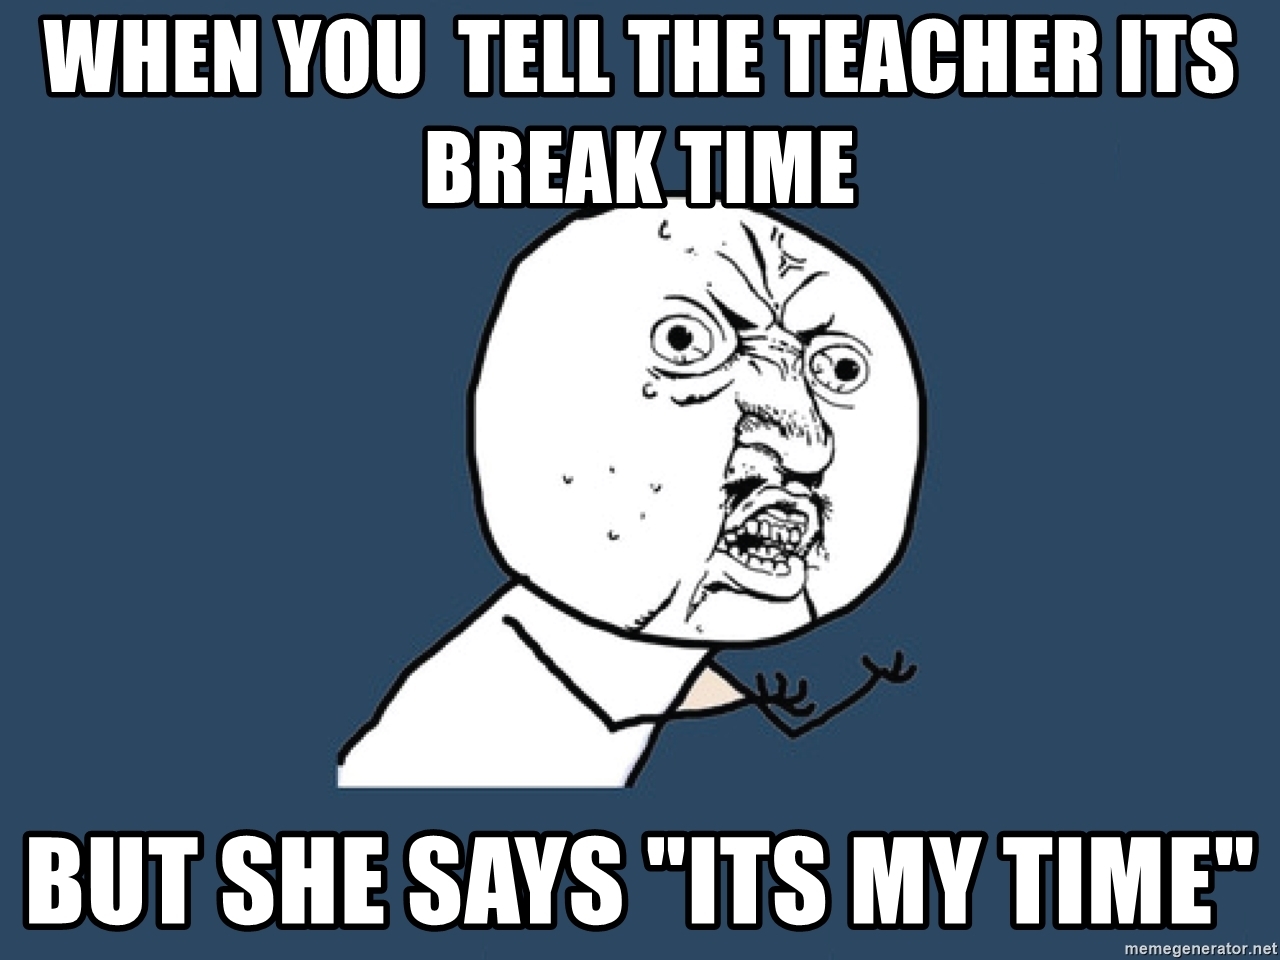 WHEN YOU TELL THE TEACHER ITS
BREAK TIME
BUT SHE SAYS "ITS MY TIME"
memegenerator.net